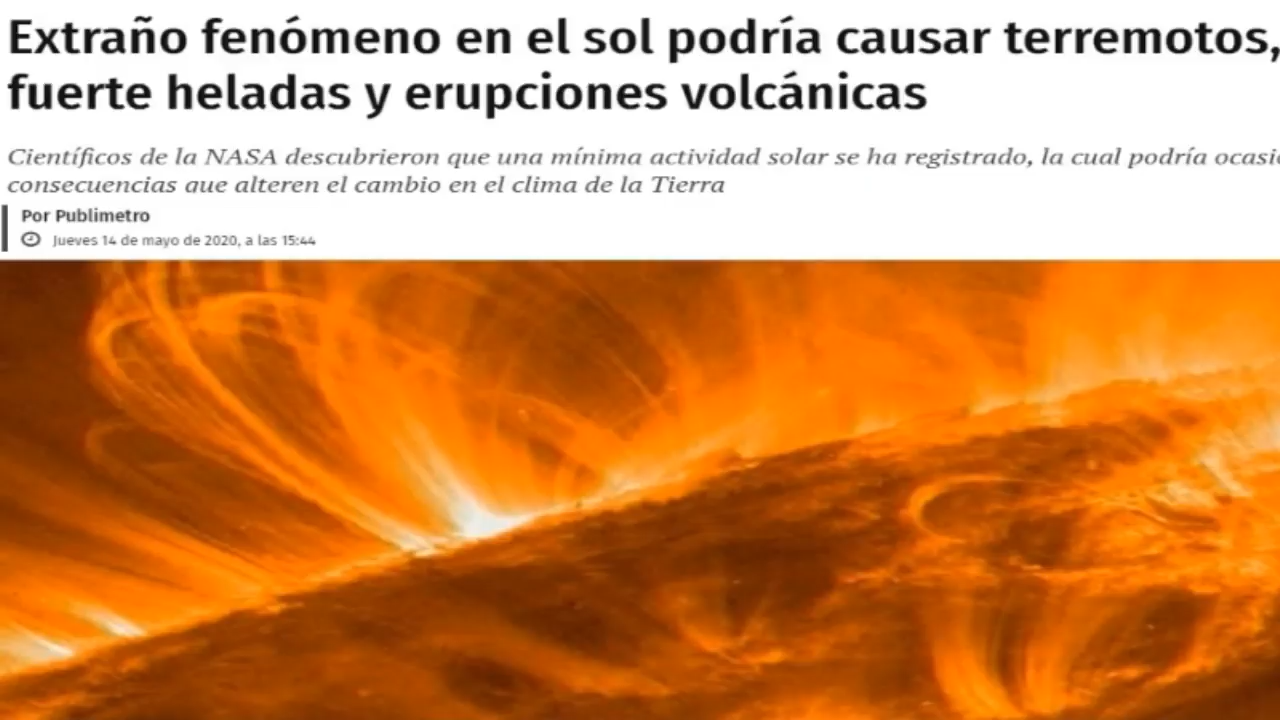 Extraño fenómeno en el sol podría causar terremotos,
fuerte heladas y erupciones volcánicas
Científicos de la NASA descubrieron que una mínima actividad solar se ha registrado, la cual podría
consecuencias que alteren el cambio en el clima de la Tierra
Por Publimetro
Jueves 14 de mayo de 2020, a las 15:44